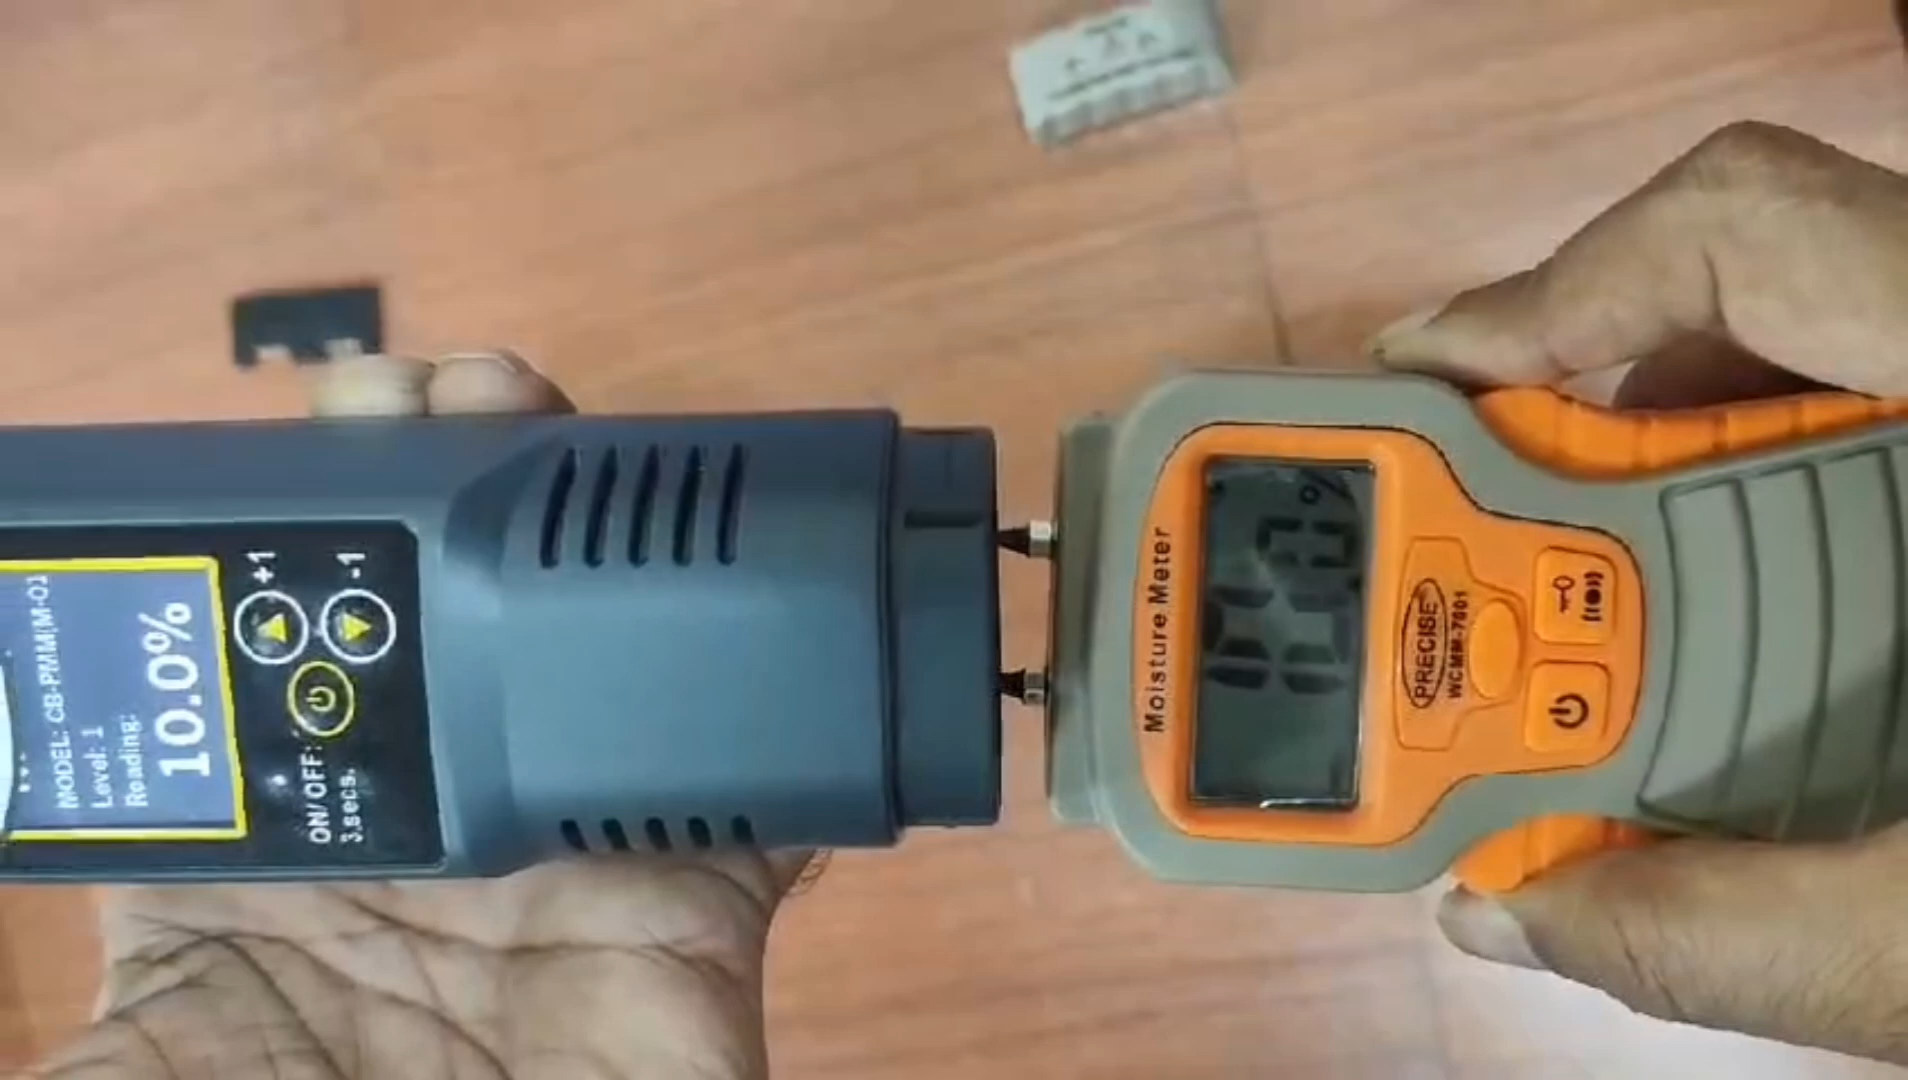 MODEL: CB-PMM(M-01
Level: 1
Reading:
10.0%
+1
-1
ON/OFF:
3.secs.
Moisture Meter
%
PRECISE
WCMM-7001